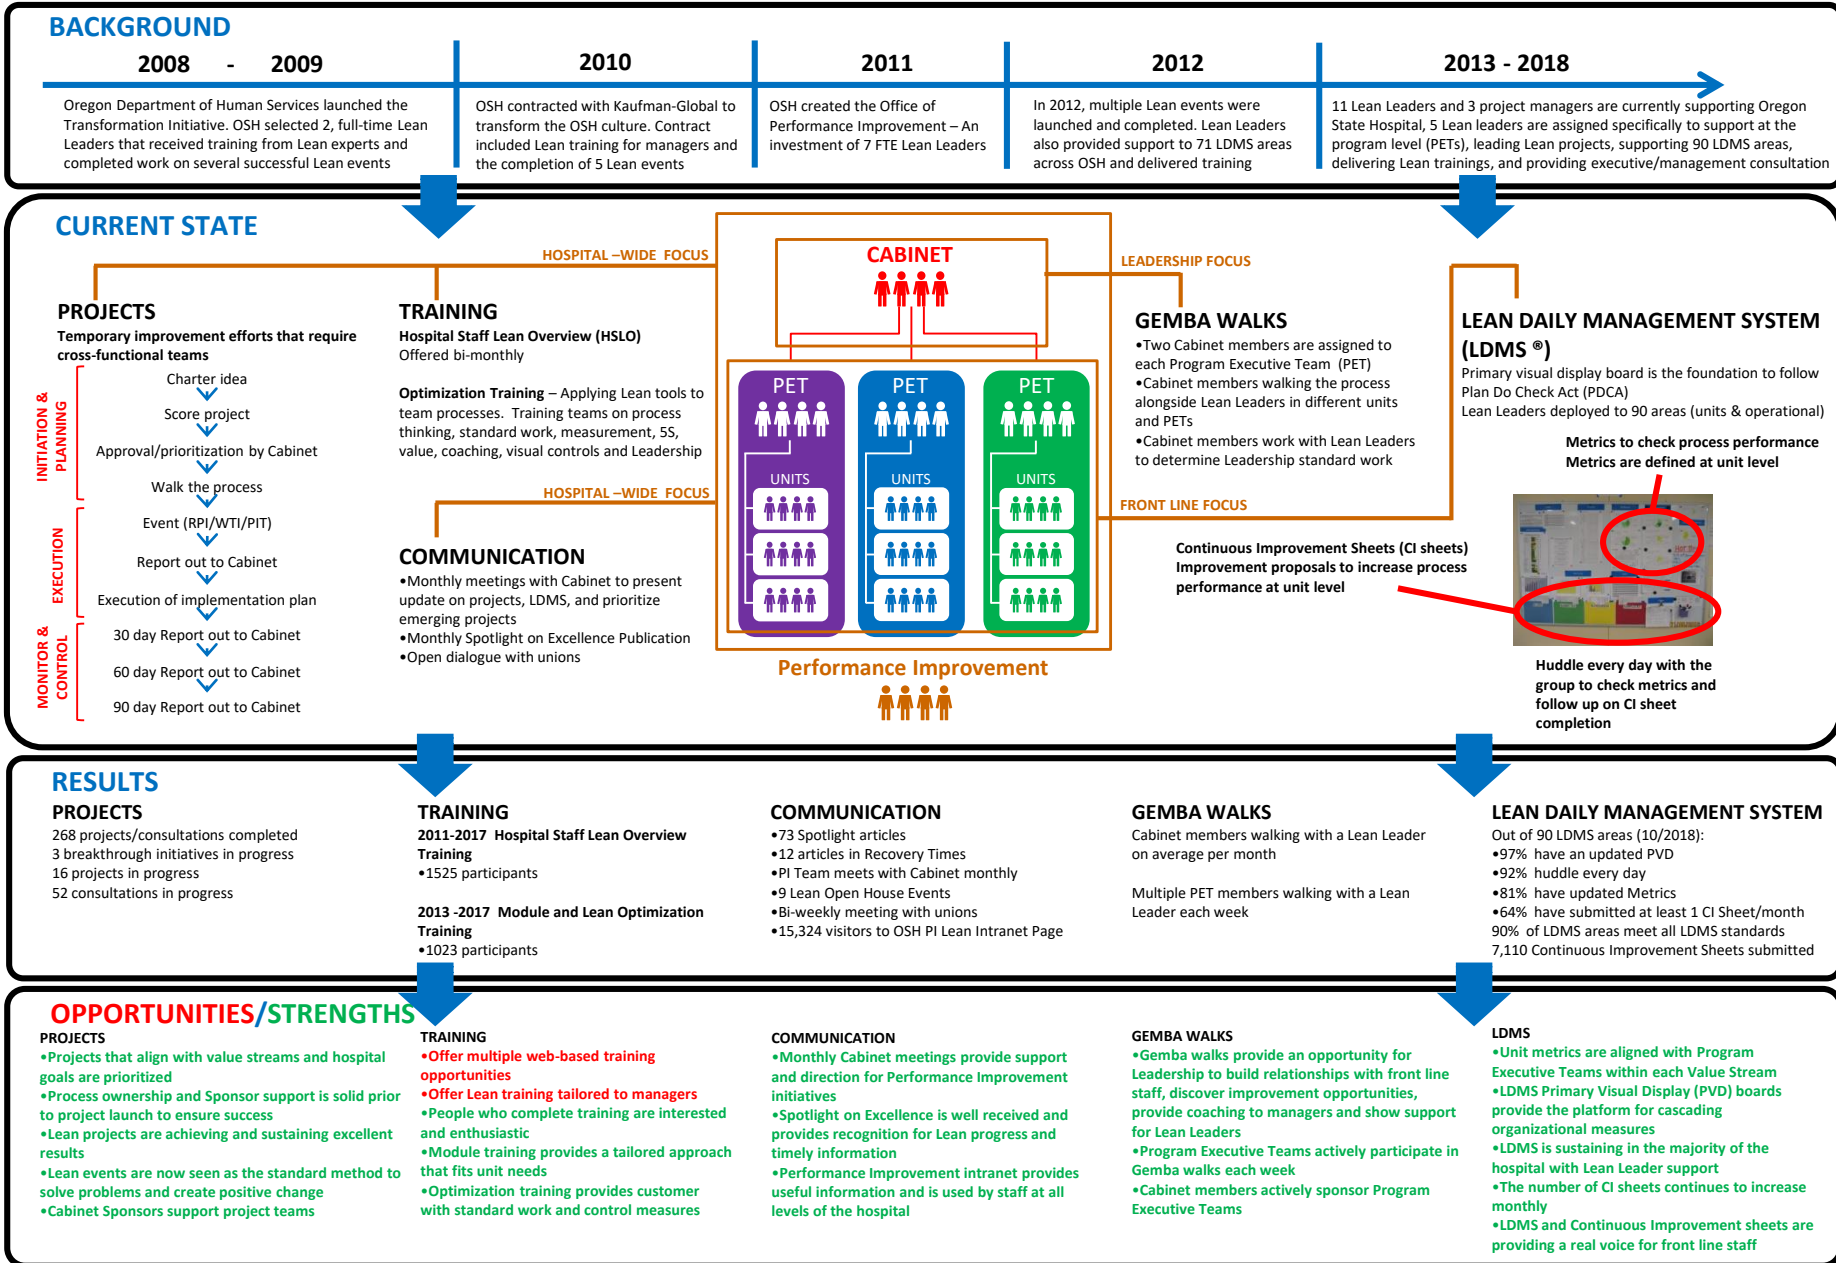 BACKGROUND
2008 - 2009
2010
2011
2012
2013 - 2018
Oregon Department of Human Services launched the
Transformation Initiative. OSH selected 2, full-time Lean
Leaders that received training from Lean experts and
completed work on several successful Lean events
OSH contracted with Kaufman-Global to
transform the OSH culture. Contract
included Lean training for managers and
the completion of 5 Lean events
OSH created the Office of
Performance Improvement – An
investment of 7 FTE Lean Leaders
In 2012, multiple Lean events were
launched and completed. Lean Leaders
also provided support to 71 LDMS areas
across OSH and delivered training
11 Lean Leaders and 3 project managers are currently supporting Oregon
State Hospital, 5 Lean leaders are assigned specifically to support at the
program level (PETs), leading Lean projects, supporting 90 LDMS areas,
delivering Lean trainings, and providing executive/management consultation
CURRENT STATE
HOSPITAL –WIDE FOCUS
PROJECTS
Temporary improvement efforts that require
cross-functional teams
INITIATION &
PLANNING
Charter idea
Score project
Approval/prioritization by Cabinet
Walk the process
EXECUTION
Event (RPI/WTI/PIT)
Report out to Cabinet
Execution of implementation plan
MONITOR &
CONTROL
30 day Report out to Cabinet
60 day Report out to Cabinet
90 day Report out to Cabinet
TRAINING
Hospital Staff Lean Overview (HSLO)
Offered bi-monthly
Optimization Training – Applying Lean tools to
team processes. Training teams on process
thinking, standard work, measurement, 5S,
value, coaching, visual controls and Leadership
HOSPITAL –WIDE FOCUS
COMMUNICATION
•Monthly meetings with Cabinet to present
update on projects, LDMS, and prioritize
emerging projects
•Monthly Spotlight on Excellence Publication
•Open dialogue with unions
CABINET
PET
PET
PET
UNITS
UNITS
UNITS
Performance Improvement
LEADERSHIP FOCUS
GEMBA WALKS
•Two Cabinet members are assigned to
each Program Executive Team (PET)
•Cabinet members walking the process
alongside Lean Leaders in different units
and PETs
•Cabinet members work with Lean Leaders
to determine Leadership standard work
FRONT LINE FOCUS
LEAN DAILY MANAGEMENT SYSTEM
(LDMS ®)
Primary visual display board is the foundation to follow
Plan Do Check Act (PDCA)
Lean Leaders deployed to 90 areas (units & operational)
Metrics to check process performance
Metrics are defined at unit level
Continuous Improvement Sheets (CI sheets)
Improvement proposals to increase process
performance at unit level
Huddle every day with the
group to check metrics and
follow up on CI sheet
completion
RESULTS
PROJECTS
268 projects/consultations completed
3 breakthrough initiatives in progress
16 projects in progress
52 consultations in progress
TRAINING
2011-2017 Hospital Staff Lean Overview
Training
•1525 participants
2013 -2017 Module and Lean Optimization
Training
•1023 participants
COMMUNICATION
•73 Spotlight articles
•12 articles in Recovery Times
•PI Team meets with Cabinet monthly
•9 Lean Open House Events
•Bi-weekly meeting with unions
•15,324 visitors to OSH PI Lean Intranet Page
GEMBA WALKS
Cabinet members walking with a Lean Leader
on average per month
Multiple PET members walking with a Lean
Leader each week
LEAN DAILY MANAGEMENT SYSTEM
Out of 90 LDMS areas (10/2018):
•97% have an updated PVD
•92% huddle every day
•81% have updated Metrics
•64% have submitted at least 1 CI Sheet/month
90% of LDMS areas meet all LDMS standards
7,110 Continuous Improvement Sheets submitted
OPPORTUNITIES/STRENGTHS
PROJECTS
•Projects that align with value streams and hospital
goals are prioritized
•Process ownership and Sponsor support is solid prior
to project launch to ensure success
•Lean projects are achieving and sustaining excellent
results
•Lean events are now seen as the standard method to
solve problems and create positive change
•Cabinet Sponsors support project teams
TRAINING
•Offer multiple web-based training
opportunities
•Offer Lean training tailored to managers
•People who complete training are interested
and enthusiastic
•Module training provides a tailored approach
that fits unit needs
•Optimization training provides customer
with standard work and control measures
COMMUNICATION
•Monthly Cabinet meetings provide support
and direction for Performance Improvement
initiatives
•Spotlight on Excellence is well received and
provides recognition for Lean progress and
timely information
•Performance Improvement intranet provides
useful information and is used by staff at all
levels of the hospital
GEMBA WALKS
•Gemba walks provide an opportunity for
Leadership to build relationships with front line
staff, discover improvement opportunities,
provide coaching to managers and show support
for Lean Leaders
•Program Executive Teams actively participate in
Gemba walks each week
•Cabinet members actively sponsor Program
Executive Teams
LDMS
•Unit metrics are aligned with Program
Executive Teams within each Value Stream
•LDMS Primary Visual Display (PVD) boards
provide the platform for cascading
organizational measures
•LDMS is sustaining in the majority of the
hospital with Lean Leader support
•The number of CI sheets continues to increase
monthly
•LDMS and Continuous Improvement sheets are
providing a real voice for front line staff